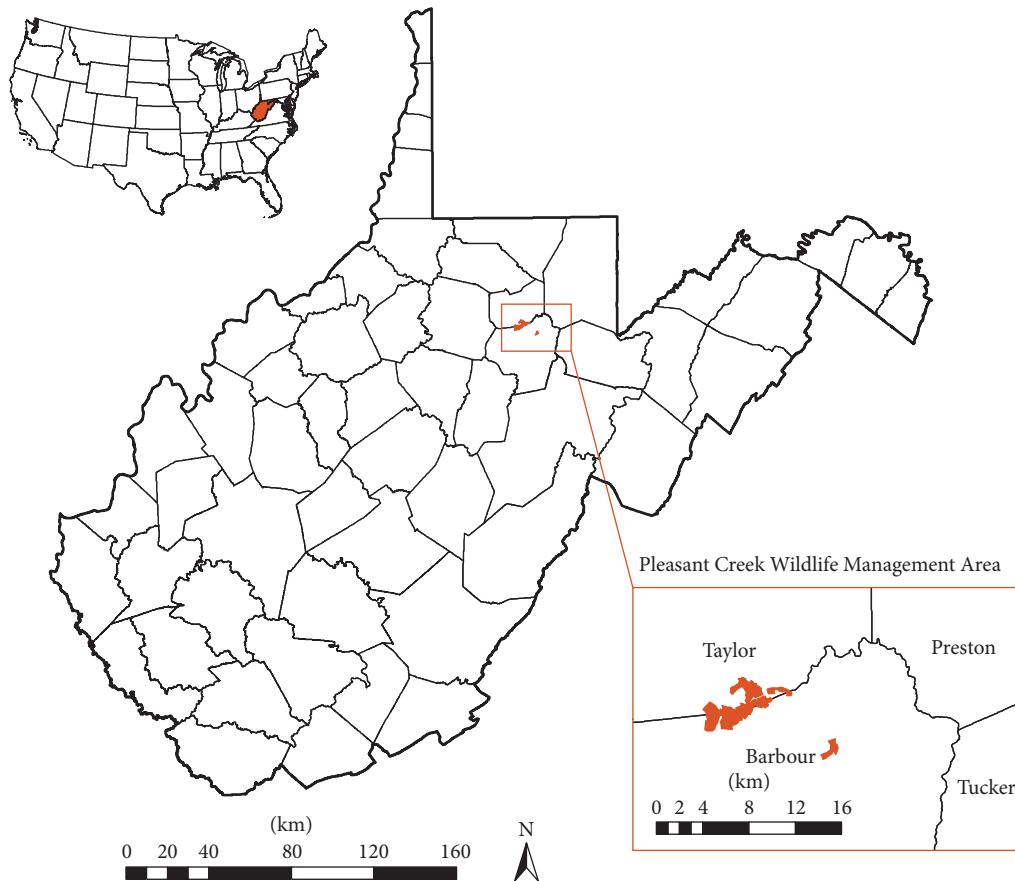 Pleasant Creek Wildlife Management Area
Taylor
Preston
Barbour
Tucker
(km)
0 2 4 8 12 16
(km)
0 20 40 80 120 160
N